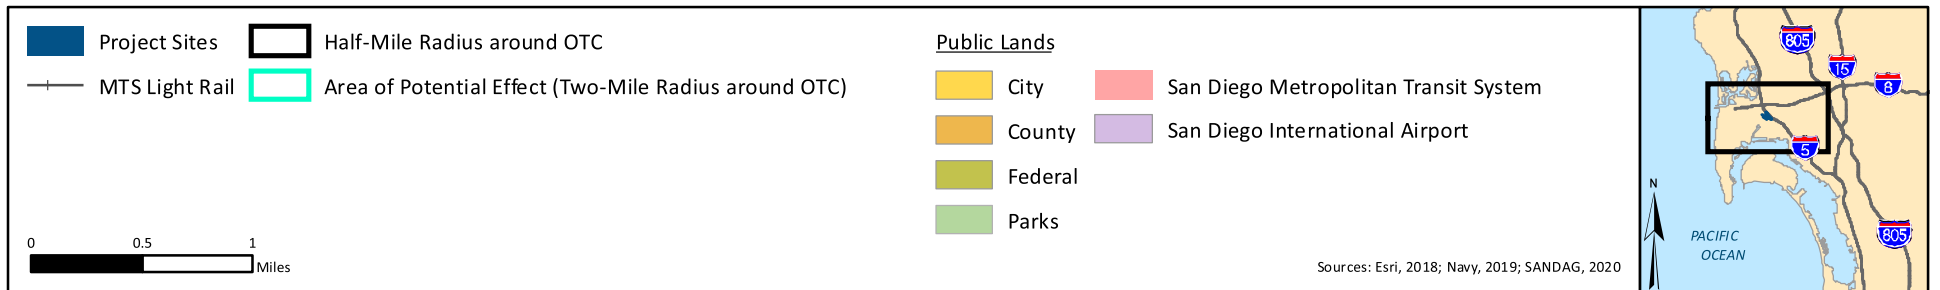 Project Sites
Half-Mile Radius around OTC
MTS Light Rail
Area of Potential Effect (Two-Mile Radius around OTC)
0 0.5 1
Miles
Public Lands
City
San Diego Metropolitan Transit System
County
San Diego International Airport
Federal
Parks
Sources: Esri, 2018; Navy, 2019; SANDAG, 2020
805
15
8
5
N
805
PACIFIC
OCEAN